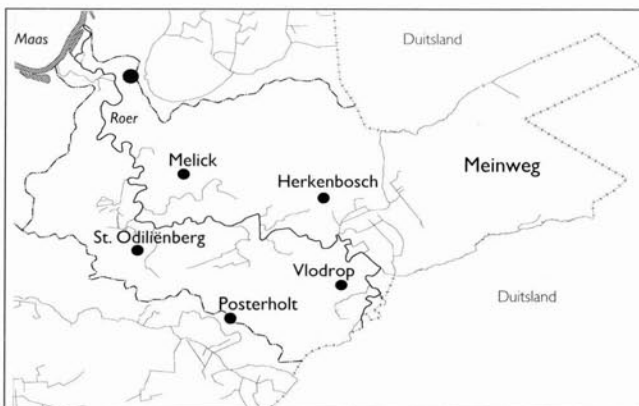 Maas
Duitsland
Roer
Melick
Meinweg
Herkenbosch
St. Odiliënberg
Vlodrop
Duitsland
Posterholt